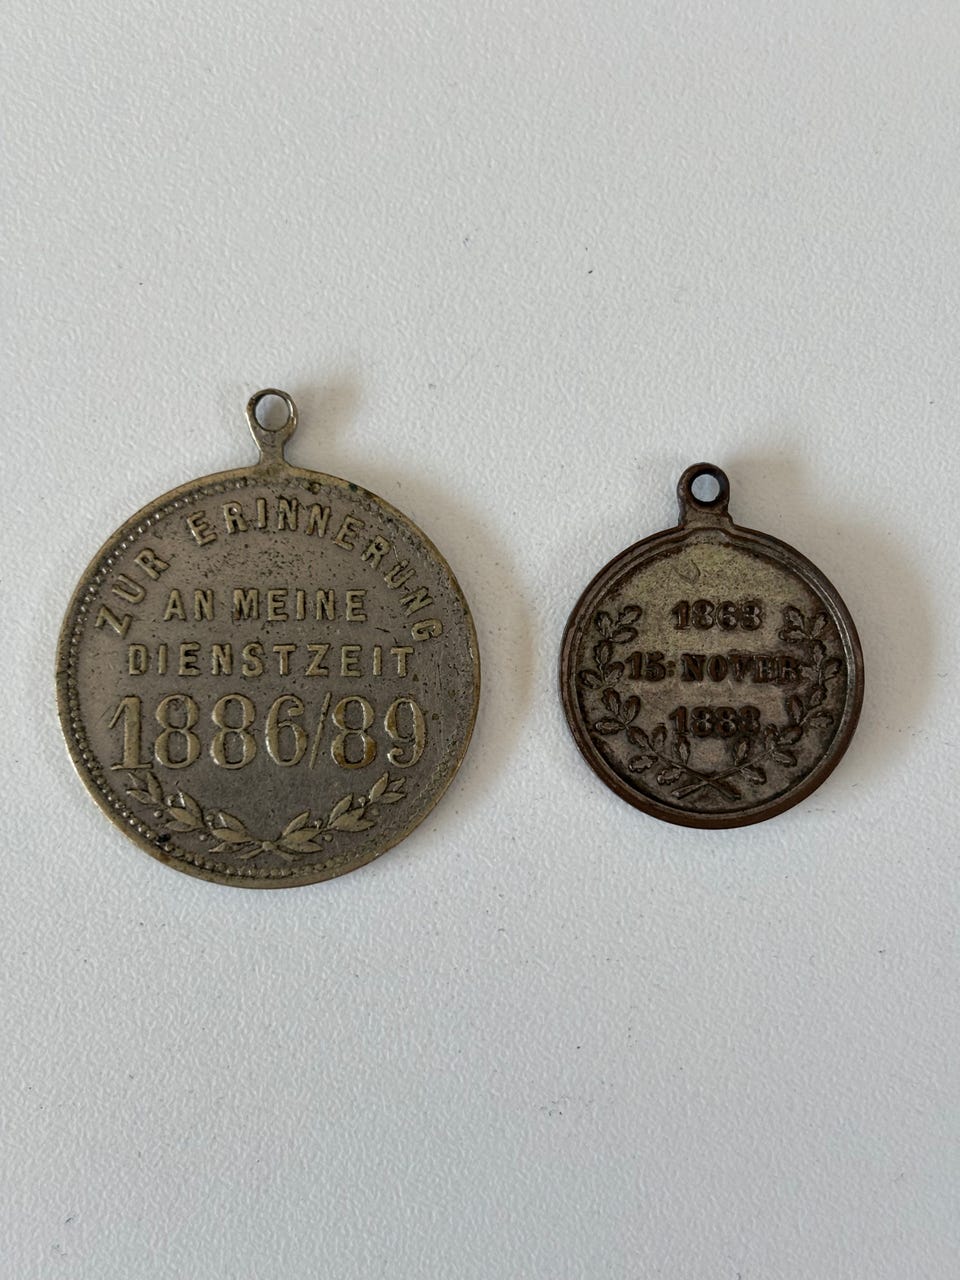 ZUR ERINNERUNG
AN MEINE
DIENSTZEIT
1886/89
1863
15. NOVBR.
1888